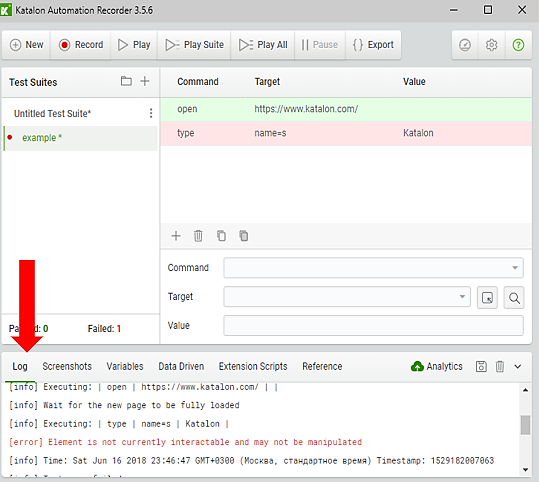 Katalon Automation Recorder 3.5.6
New Record Play Play Suite Play All Pause Export
Test Suites
Command Target Value
Untitled Test Suite*
open https://www.katalon.com/
example *
type name=s Katalon
Command
Target
Value
Failed: 1
Log Screenshots Variables Data Driven Extension Scripts Reference Analytics
[info] Executing: | open | https://www.katalon.com/ | |
[info] Wait for the new page to be fully loaded
[info] Executing: | type | name=s | Katalon |
[error] Element is not currently interactable and may not be manipulated
[info] Time: Sat Jun 16 2018 23:46:47 GMT+0300 (Москва, стандартное время) Timestamp: 1529182007063